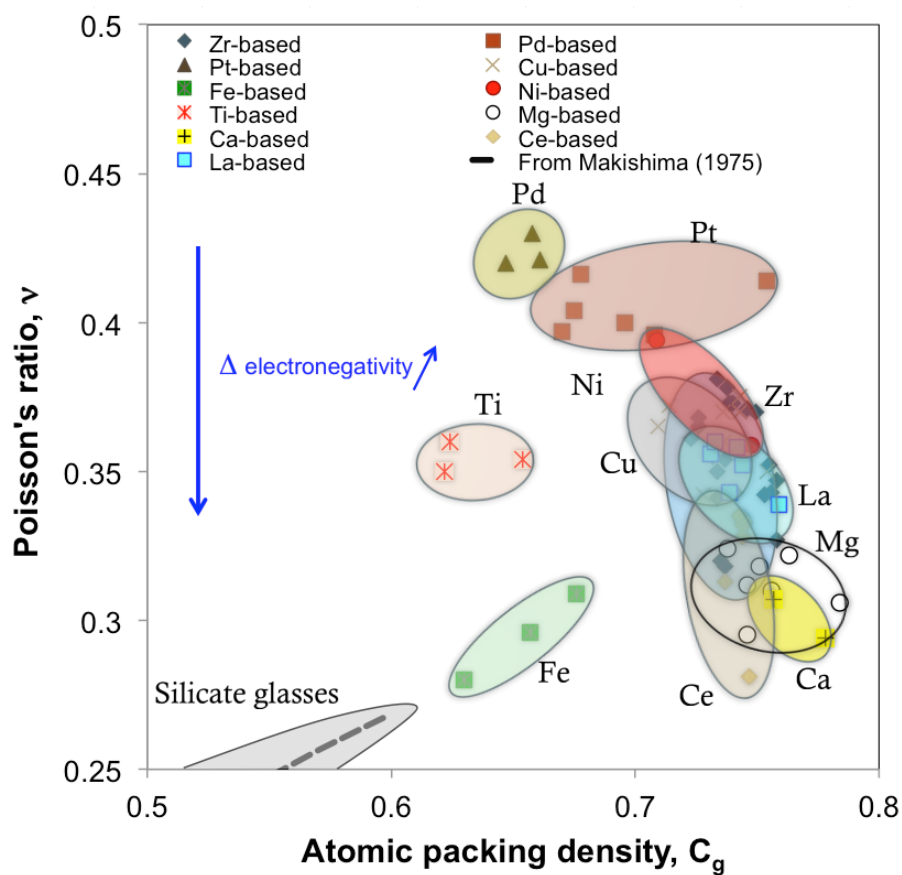 0.5
Zr-based
Pt-based
Fe-based
Ti-based
Ca-based
La-based
Pd-based
Cu-based
Ni-based
Mg-based
Ce-based
From Makishima (1975)
0.45
Pd
Pt
0.4
Δ electronegativity
Ni
Zr
Ti
Cu
0.35
La
Mg
0.3
Fe
Ce
Ca
Silicate glasses
0.25
Poisson's ratio, ν
0.5
0.6
0.7
0.8
Atomic packing density, Cg